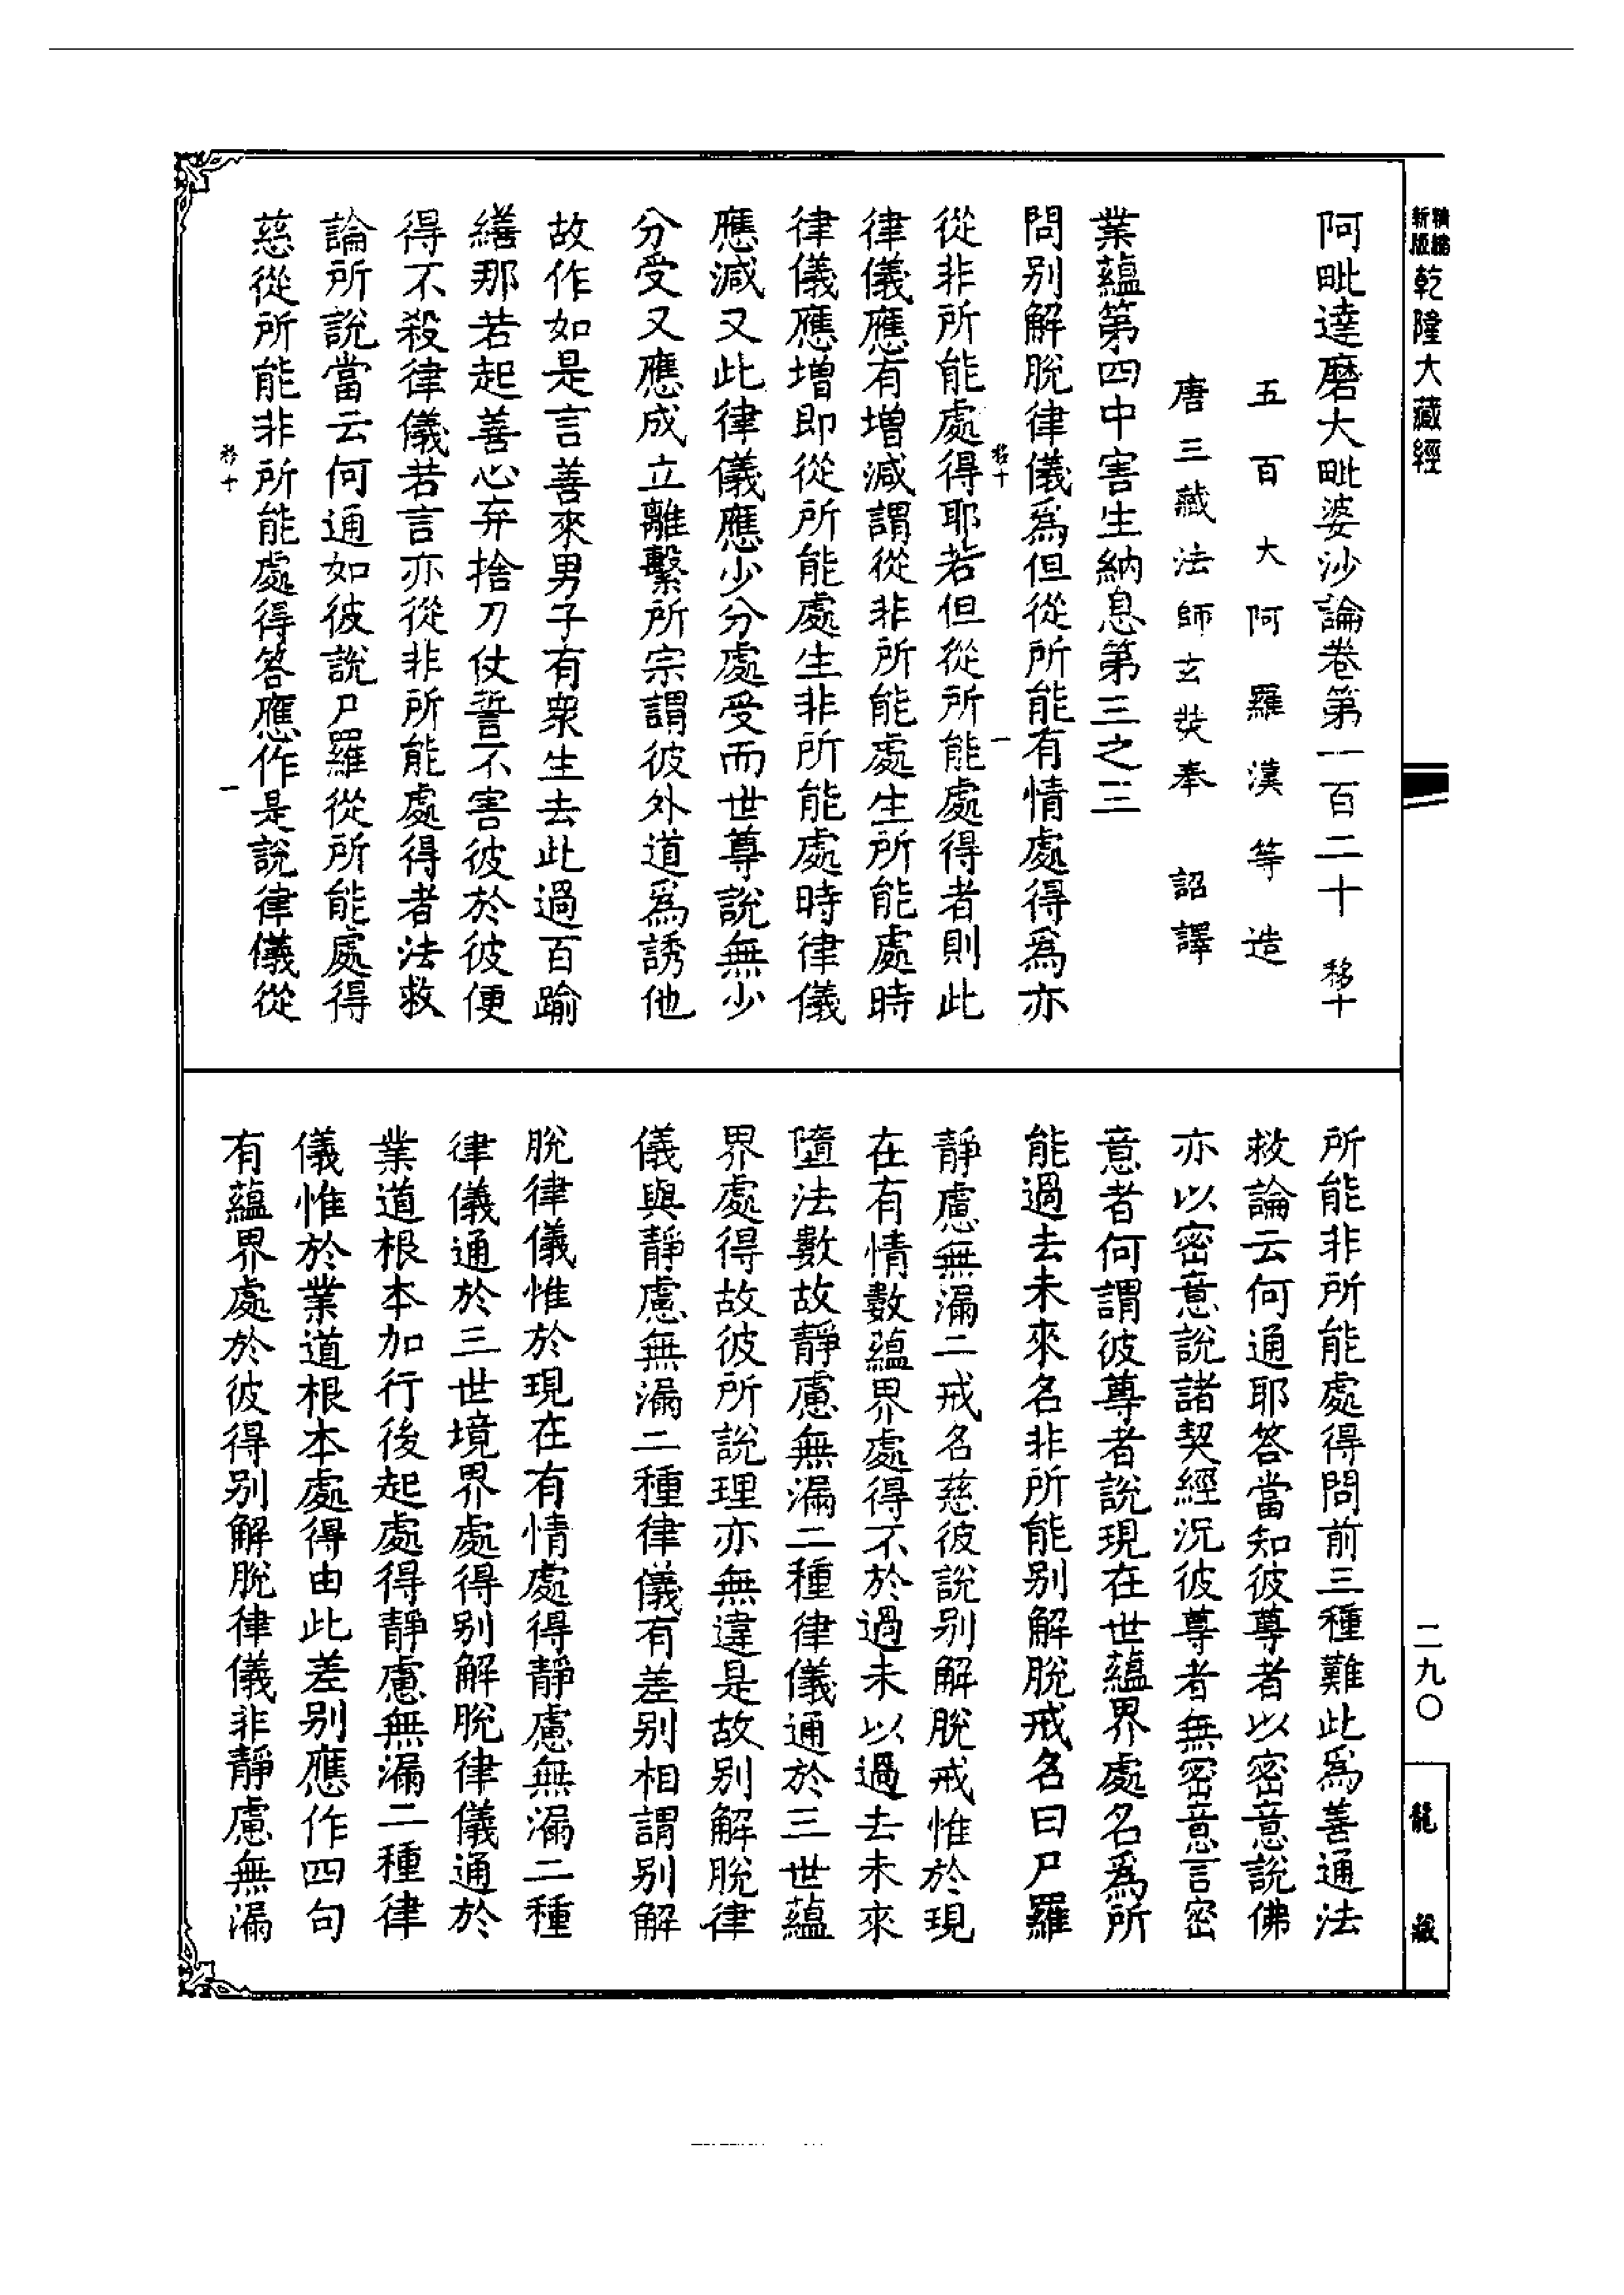 精縮新版乾隆大藏經
二九〇
龍藏
阿毗達磨大毗婆沙論卷第一百二十 移十
五百大阿羅漢等造
唐三藏法師玄奘奉 詔譯
業蘊第四中害生納息第三之三
問别解脫律儀爲但從所能有情處得爲亦
移十 一
從非所能處得耶若但從所能處得者則此
律儀應有增減謂從非所能處生所能處時
律儀應增即從所能處生非所能處時律儀
應減又此律儀應少分處受而世尊說無少
分受又應成立離繫所宗謂彼外道爲誘他
故作如是言善來男子有衆生去此過百踰
繕那若起善心弃捨刀仗誓不害彼於彼便
得不殺律儀若言亦從非所能處得者法救
論所說當云何通如彼說尸羅從所能處得
慈從所能非所能處得答應作是說律儀從
移十 一
所能非所能處得問前三種難此爲善通法
救論云何通耶答當知彼尊者以密意說佛
亦以密意說諸契經況彼尊者無密意言密
意者何謂彼尊者說現在世蘊界處名爲所
能過去未來名非所能别解脫戒名曰尸羅
靜慮無漏二戒名慈彼說别解脫戒惟於現
在有情數蘊界處得不於過未以過去未來
墮法數故靜慮無漏二種律儀通於三世蘊
界處得故彼所說理亦無違是故别解脫律
儀與靜慮無漏二種律儀有差别相謂别解
脫律儀惟於現在有情處得靜慮無漏二種
律儀通於三世境界處得别解脫律儀通於
業道根本加行後起處得靜慮無漏二種律
儀惟於業道根本處得由此差别應作四句
有蘊界處於彼得别解脫律儀非靜慮無漏